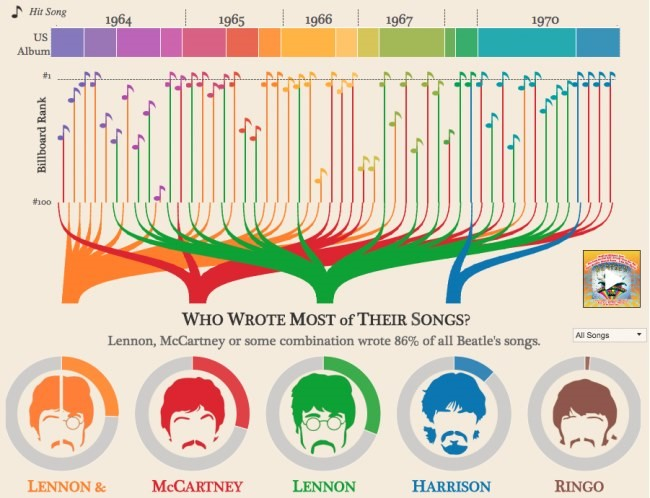 Hit Song
1964 1965 1966 1967 1970
US
Album
#1
Billboard Rank
#100
WHO WROTE MOST of THEIR SONGS?
Lennon, McCartney or some combination wrote 86% of all Beatle's songs.
All Songs
LENNON & McCARTNEY LENNON HARRISON RINGO